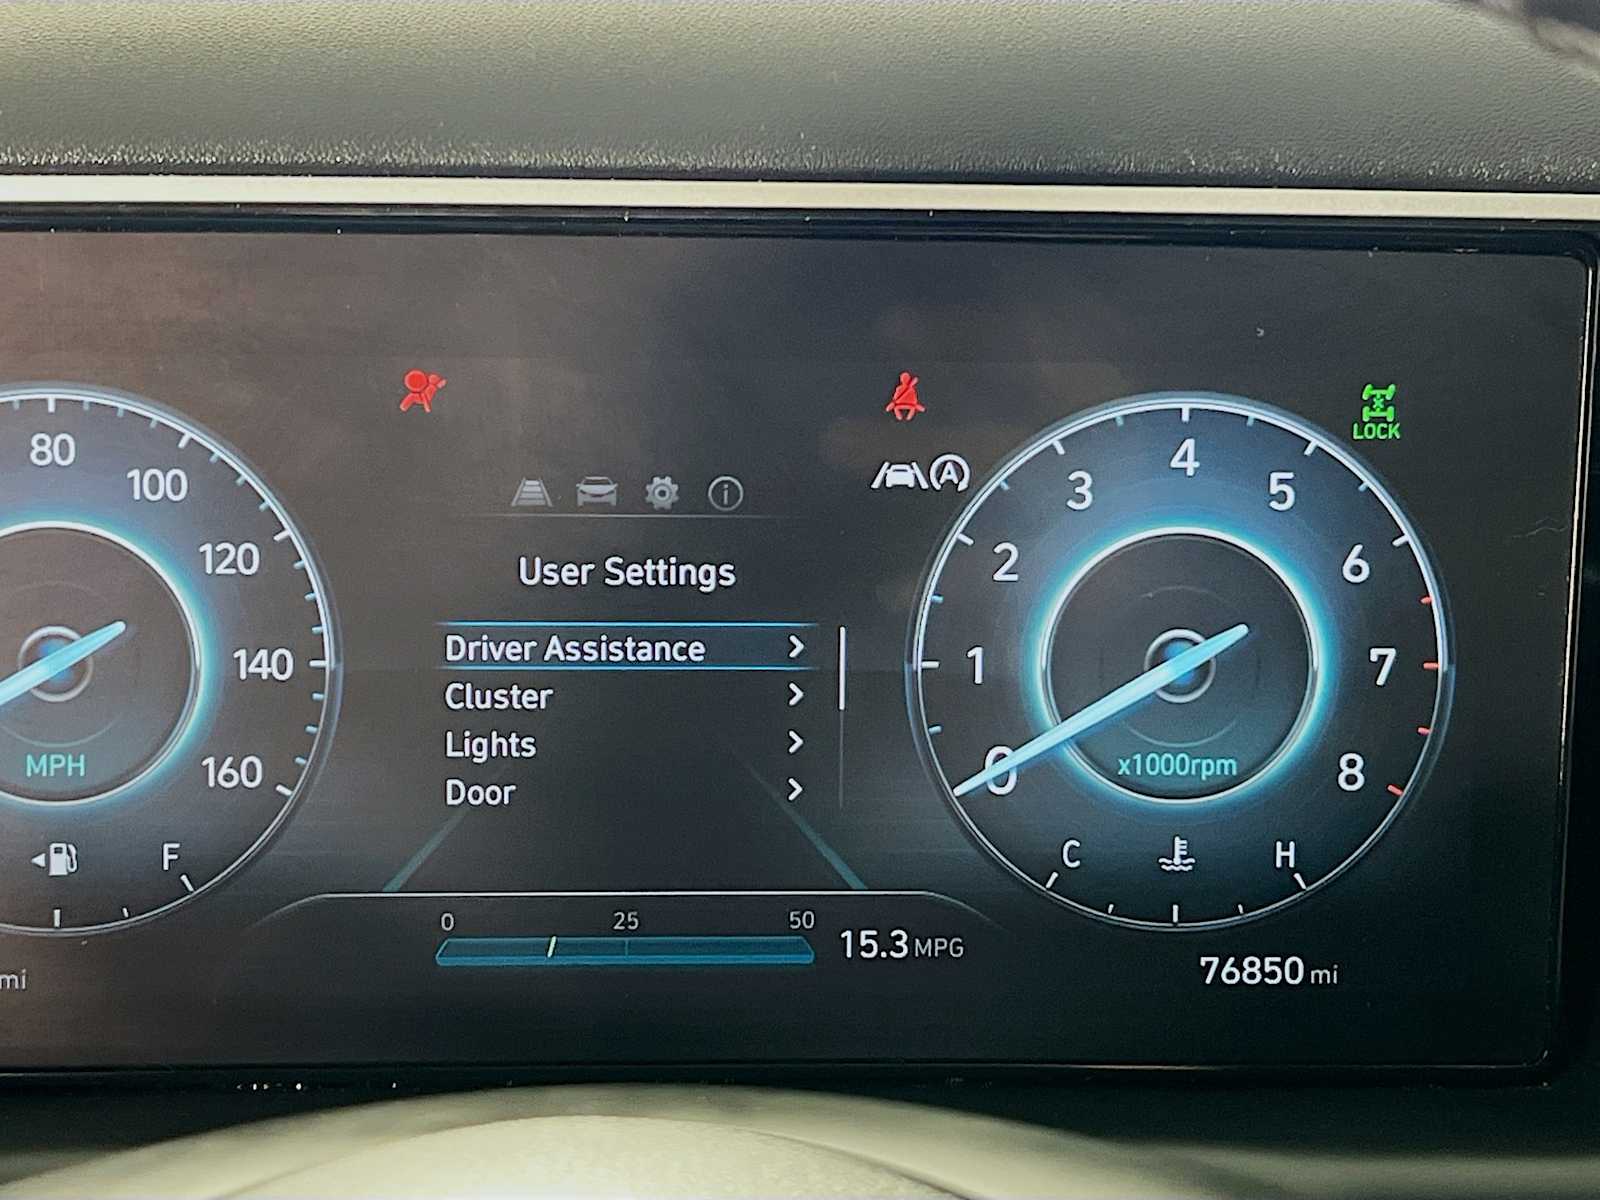 80
100
120
140
160
MPH
F
mi
User Settings
Driver Assistance
Cluster
Lights
Door
0 25 50
15.3 MPG
A
LOCK
0
1
2
3
4
5
6
7
8
x1000rpm
C H
76850 mi